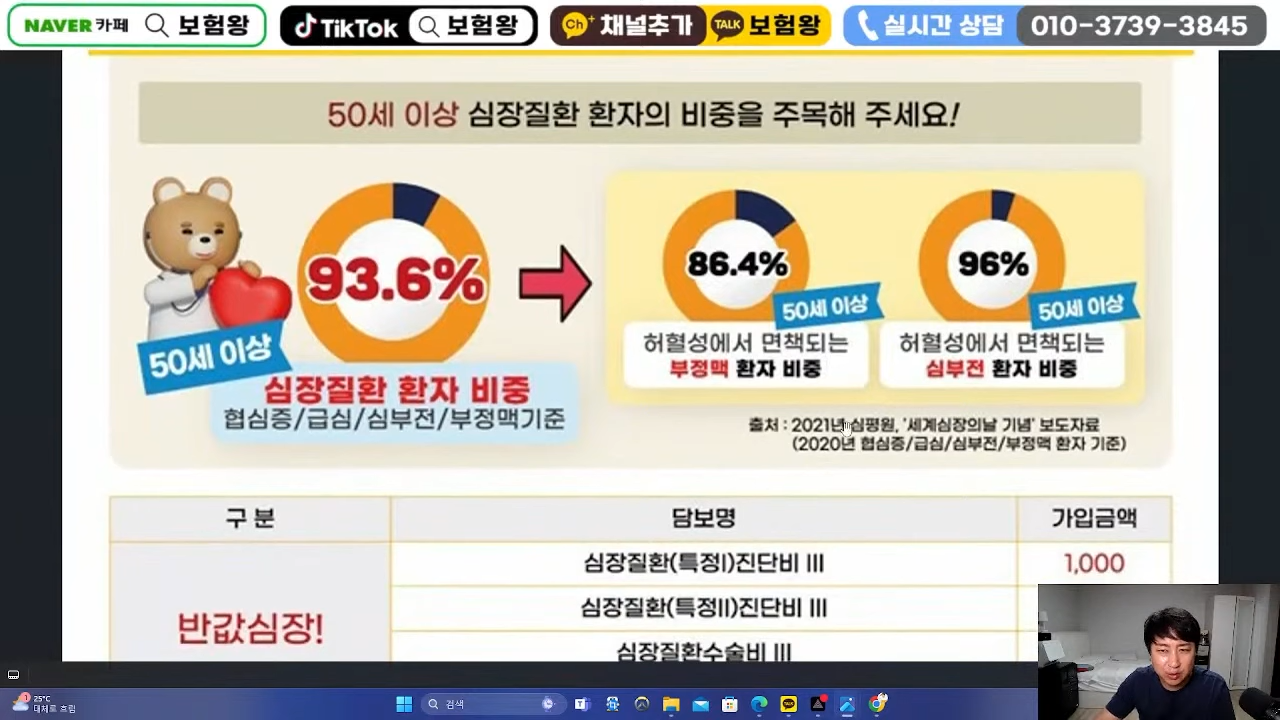 NAVER 카페 보험왕
TikTok 보험왕
Ch+ 채널추가 TALK 보험왕
실시간 상담 010-3739-3845
50세 이상 심장질환 환자의 비중을 주목해 주세요!
93.6%
50세 이상
심장질환 환자 비중
협심증/급심/심부전/부정맥기준
86.4%
50세 이상
허혈성에서 면책되는
부정맥 환자 비중
96%
50세 이상
허혈성에서 면책되는
심부전 환자 비중
출처 : 2021년 심평원, '세계심장의날 기념' 보도자료
(2020년 협심증/급심/심부전/부정맥 환자 기준)
구 분 담보명 가입금액
반값심장!
심장질환(특정I)진단비 III 1,000
심장질환(특정II)진단비 III
심장질환수술비 III
25°C
대체로 흐림
검색